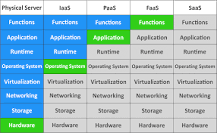 Physical Server IaaS PaaS FaaS SaaS
Functions Functions Functions Functions Functions
Application Application Application Application Application
Runtime Runtime Runtime Runtime Runtime
Operating System Operating System Operating System Operating System Operating System
Virtualization Virtualization Virtualization Virtualization Virtualization
Networking Networking Networking Networking Networking
Storage Storage Storage Storage Storage
Hardware Hardware Hardware Hardware Hardware